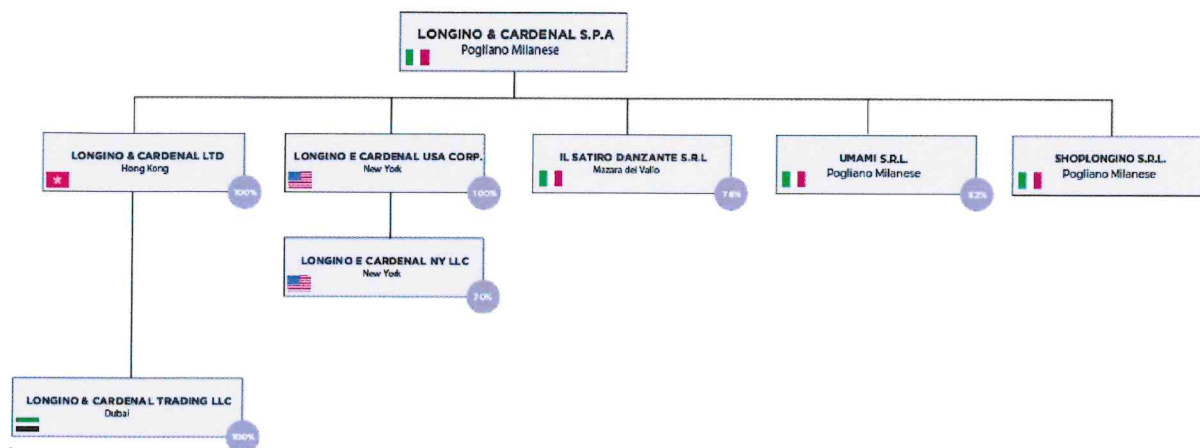 LONGINO & CARDENAL S.P.A
Pogliano Milanese
LONGINO & CARDENAL LTD
Hong Kong
100%
LONGINO E CARDENAL USA CORP.
New York
100%
IL SATIRO DANZANTE S.R.L
Mazara del Vallo
76%
UMAMI S.R.L.
Pogliano Milanese
82%
SHOPLONGINO S.R.L.
Pogliano Milanese
LONGINO E CARDENAL NY LLC
New York
70%
LONGINO & CARDENAL TRADING LLC
Dubai
100%